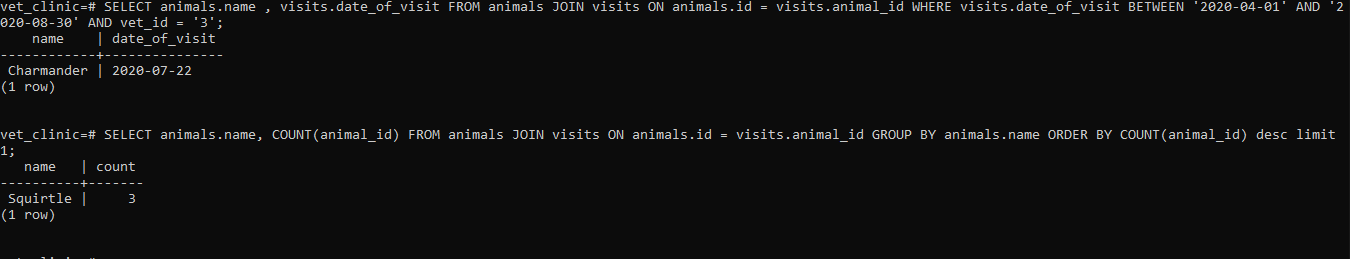 vet_clinic=# SELECT animals.name , visits.date_of_visit FROM animals JOIN visits ON animals.id = visits.animal_id WHERE visits.date_of_visit BETWEEN '2020-04-01' AND '2
020-08-30' AND vet_id = '3';
    name    | date_of_visit
------------+---------------
 Charmander | 2020-07-22
(1 row)
vet_clinic=# SELECT animals.name, COUNT(animal_id) FROM animals JOIN visits ON animals.id = visits.animal_id GROUP BY animals.name ORDER BY COUNT(animal_id) desc limit
1;
   name   | count
----------+-------
 Squirtle |     3
(1 row)